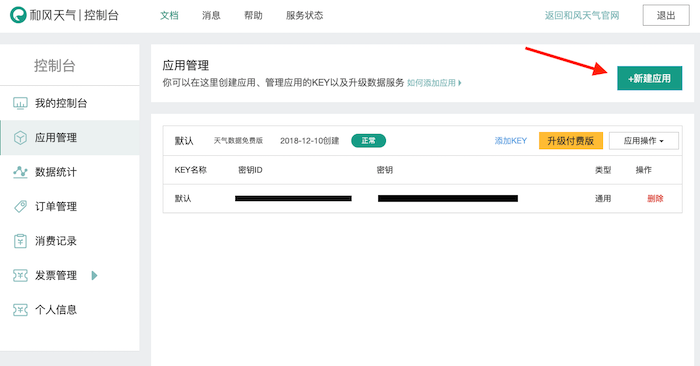 和风天气|控制台 文档 消息 帮助 服务状态 返回和风天气官网 退出
控制台
我的控制台
应用管理
数据统计
订单管理
消费记录
发票管理
个人信息
应用管理
你可以在这里创建应用、管理应用的KEY以及升级数据服务 如何添加应用
+新建应用
默认 天气数据免费版 2018-12-10创建 正常 添加KEY 升级付费版 应用操作
KEY名称 密钥ID 密钥 类型 操作
默认 通用 删除